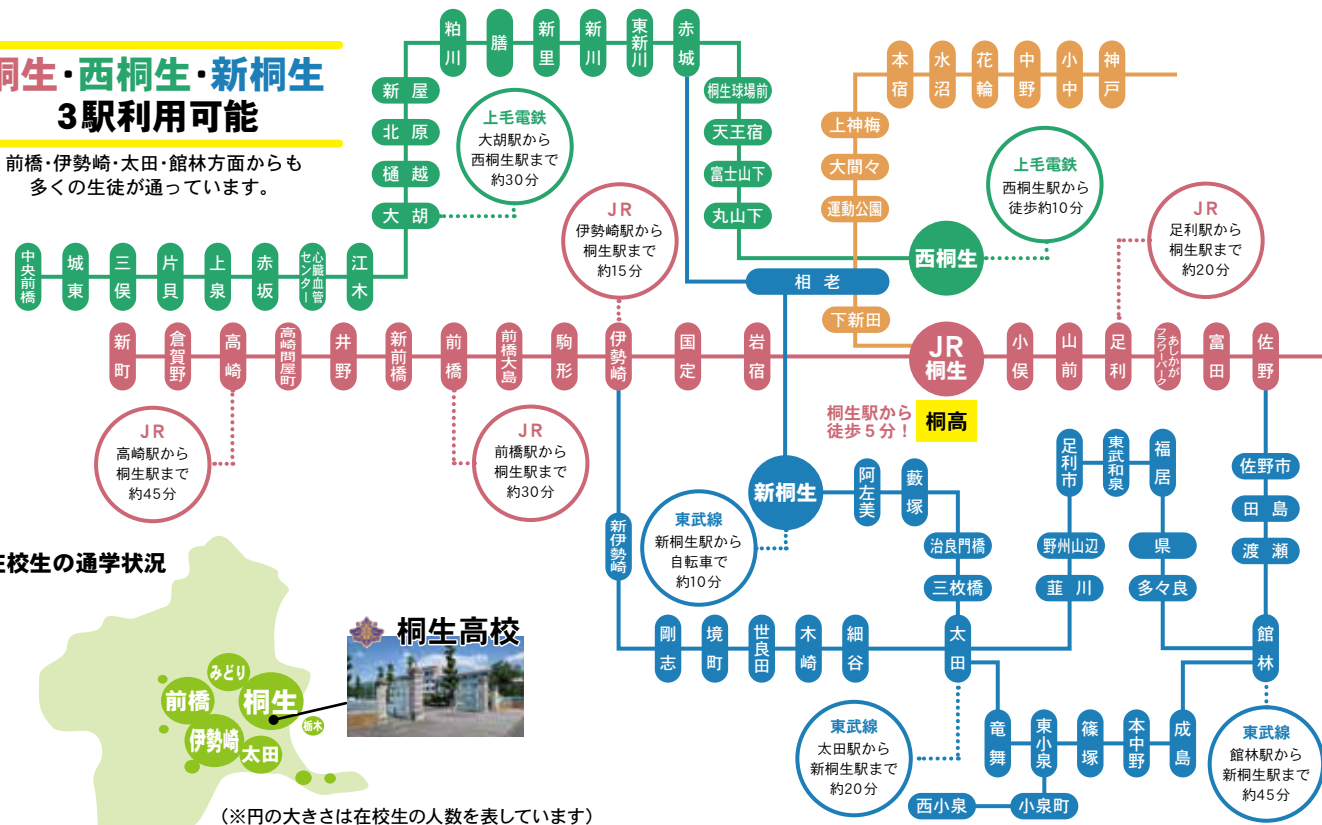 桐生・西桐生・新桐生
3駅利用可能
前橋・伊勢崎・太田・館林方面からも
多くの生徒が通っています。
中央前橋
城東
三俣
片貝
上泉
赤坂
心臓血管センター
江木
大胡
樋越
北原
新屋
粕川
膳
新里
新川
東新川
赤城
桐生球場前
天王宿
富士山下
丸山下
西桐生
上毛電鉄
大胡駅から
西桐生駅まで
約30分
上毛電鉄
西桐生駅から
徒歩約10分
本宿
水沼
花輪
中野
小中
神戸
上神梅
大間々
運動公園
相老
下新田
JR
伊勢崎駅から
桐生駅まで
約15分
JR
足利駅から
桐生駅まで
約20分
新町
倉賀野
高崎
高崎問屋町
井野
新前橋
前橋
前橋大島
駒形
伊勢崎
国定
岩宿
JR
桐生
小俣
山前
足利
あしかがフラワーパーク
富田
佐野
桐生駅から
徒歩5分!
桐高
JR
高崎駅から
桐生駅まで
約45分
JR
前橋駅から
桐生駅まで
約30分
新桐生
阿左美
藪塚
治良門橋
三枚橋
太田
東武線
新桐生駅から
自転車で
約10分
新伊勢崎
剛志
境町
世良田
木崎
細谷
韮川
野州山辺
足利市
東武和泉
福居
県
多々良
館林
佐野市
田島
渡瀬
竜舞
東小泉
篠塚
本中野
成島
小泉町
西小泉
東武線
太田駅から
新桐生駅まで
約20分
東武線
館林駅から
新桐生駅まで
約45分
在校生の通学状況
桐生高校
みどり
前橋
桐生
栃木
伊勢崎
太田
(※円の大きさは在校生の人数を表しています)